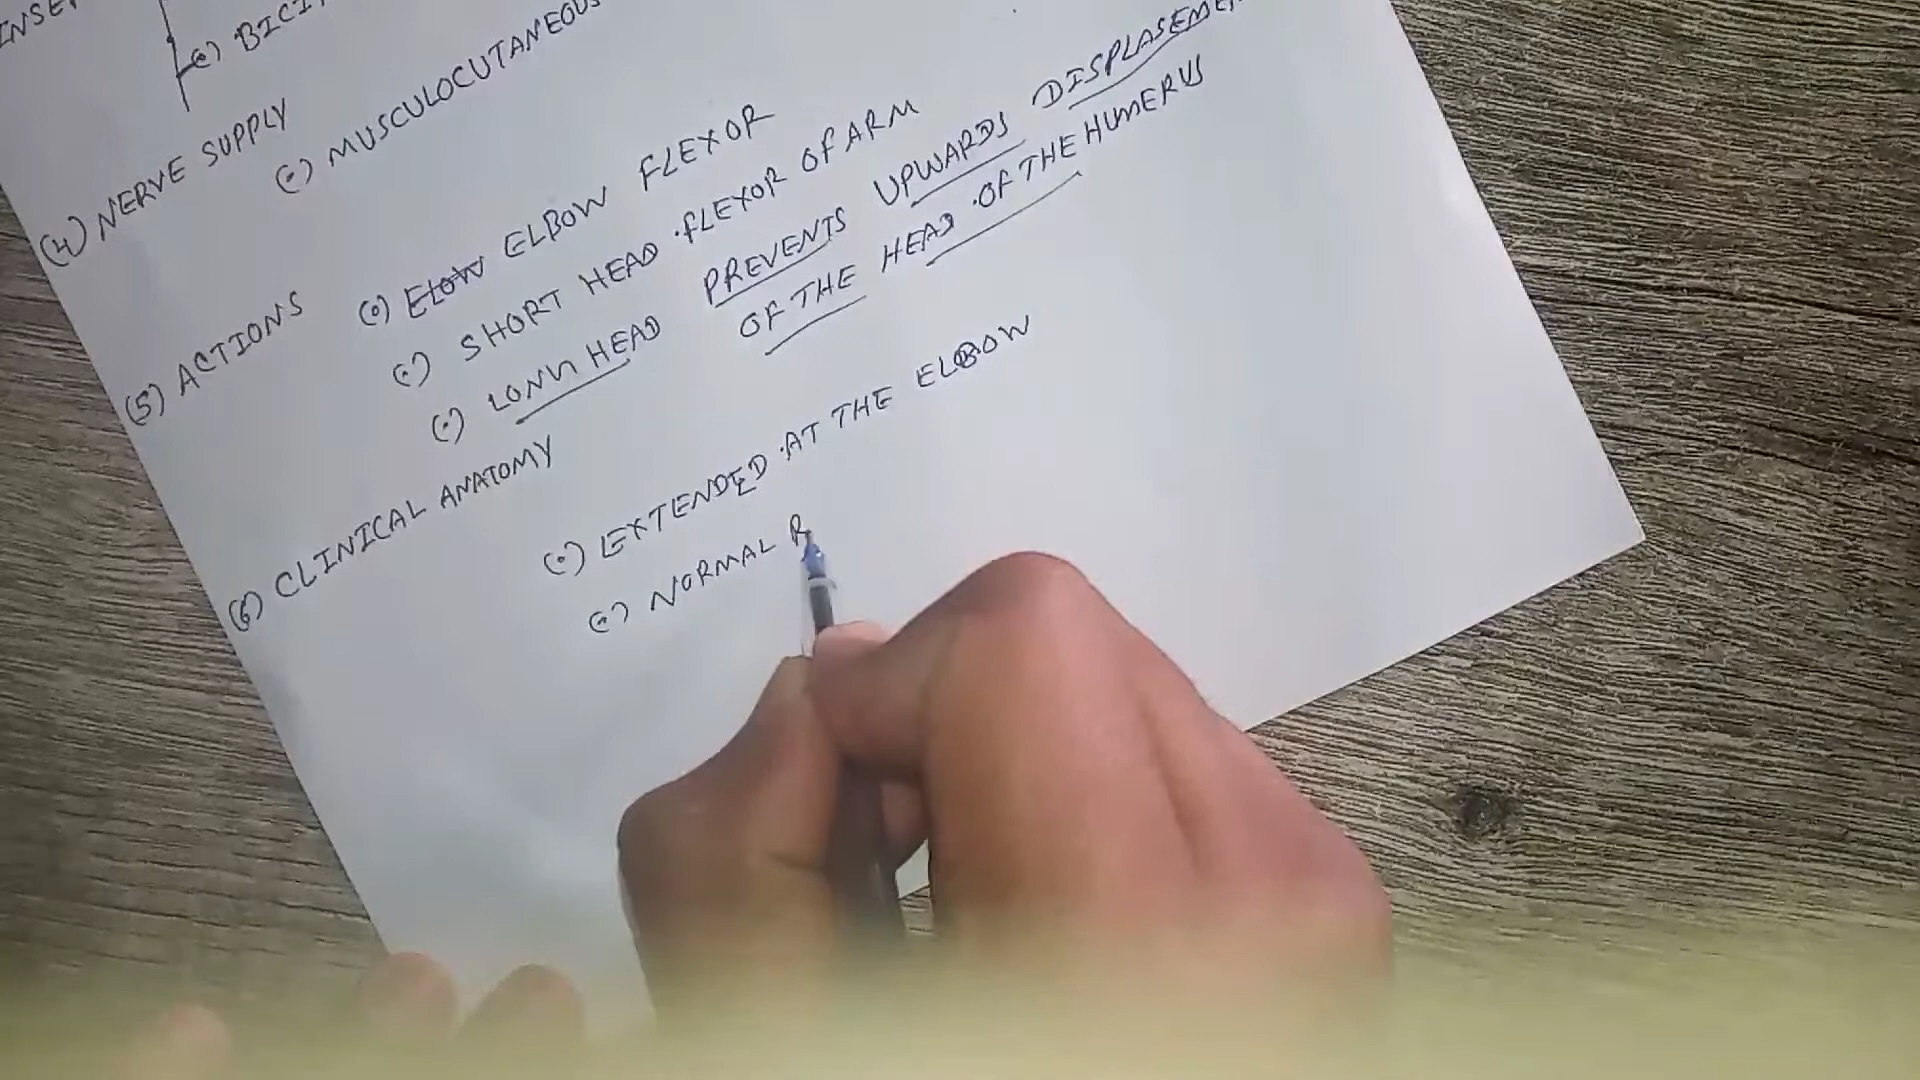 INSE
(•) BICI
(4) NERVE SUPPLY
(•) MUSCULOCUTANEOUS
(5) ACTIONS
(•) ELOW ELBOW FLEXOR
(•) SHORT HEAD • FLEXOR OF ARM
(•) LONG HEAD PREVENTS UPWARDS DISPLASEME
OF THE HEAD • OF THE HUMERUS
(6) CLINICAL ANATOMY
(•) EXTENDED • AT THE ELBOW
(•) NORMAL R